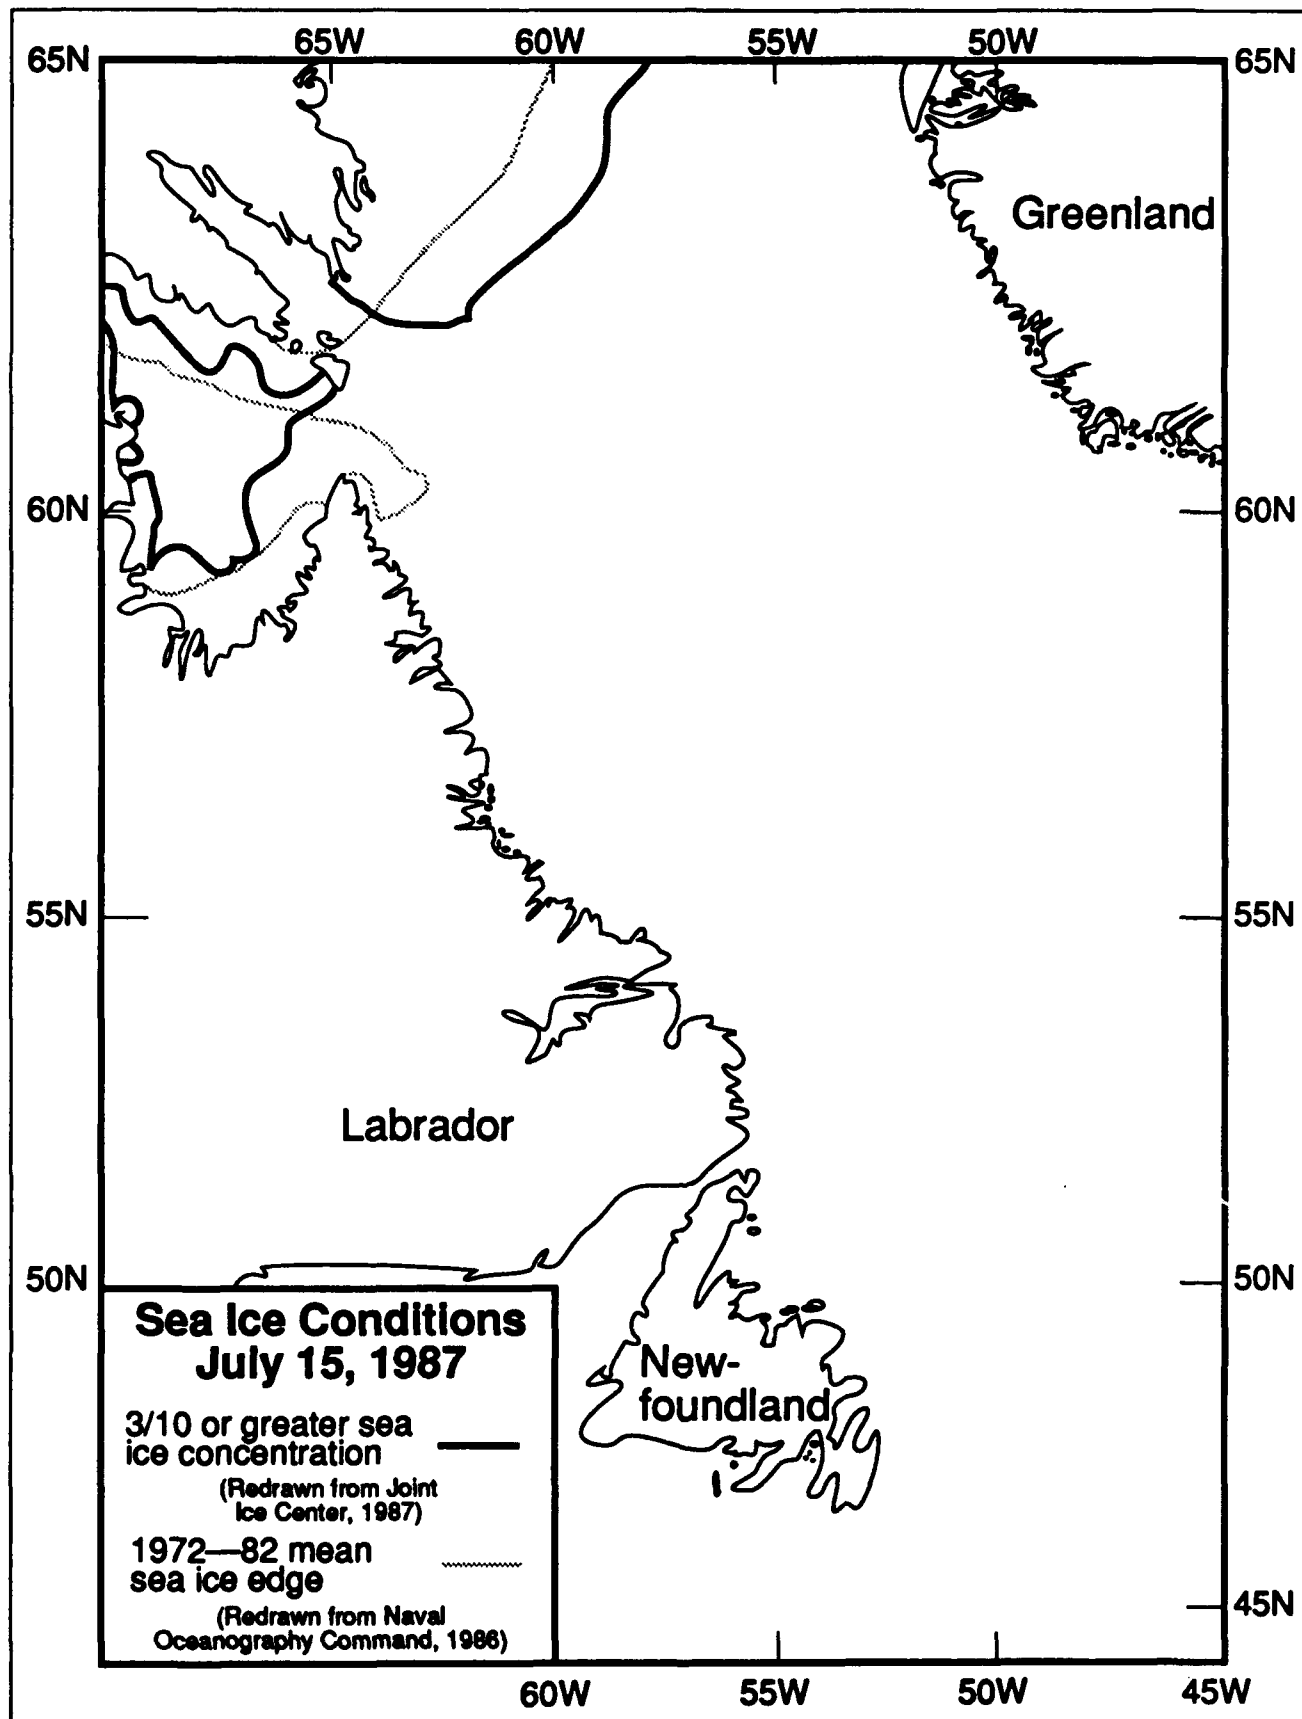 65W 60W 55W 50W
65N 65N
Greenland
60N 60N
55N 55N
Labrador
50N 50N
Sea Ice Conditions
July 15, 1987
3/10 or greater sea
ice concentration
(Redrawn from Joint
Ice Center, 1987)
1972—82 mean
sea ice edge
(Redrawn from Naval
Oceanography Command, 1986)
New-
foundland
45N
60W 55W 50W 45W